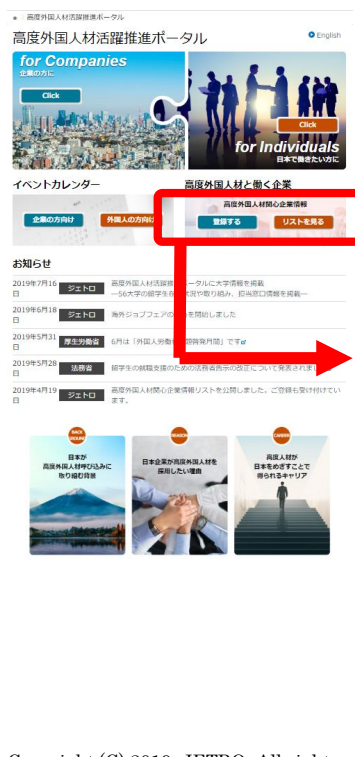 高度外国人材活躍推進ポータル
高度外国人材活躍推進ポータル
English
for Companies
企業の方に
Click
Click
for Individuals
日本で働きたい方に
イベントカレンダー
高度外国人材と働く企業
企業の方向け
外国人の方向け
高度外国人材関心企業情報
登録する
リストを見る
お知らせ
2019年7月16日
ジェトロ
高度外国人材活躍推
ータルに大学情報を掲載
―56大学の留学生
況や取り組み、担当窓口情報を掲載―
2019年6月18日
ジェトロ
海外ジョブフェアの
を開始しました
2019年5月31日
厚生労働省
6月は「外国人労働
題啓発月間」です
2019年5月28日
法務省
留学生の就職支援のための法務省告示の改正について発表されまし
2019年4月19日
ジェトロ
高度外国人材関心企業情報リストを公開しました。ご登録も受け付けています。
BACK
GROUND
REASON
CAREER
日本が
高度外国人材呼び込みに
取り組む背景
日本企業が高度外国人材を
採用したい理由
高度人材が
日本をめざすことで
得られるキャリア